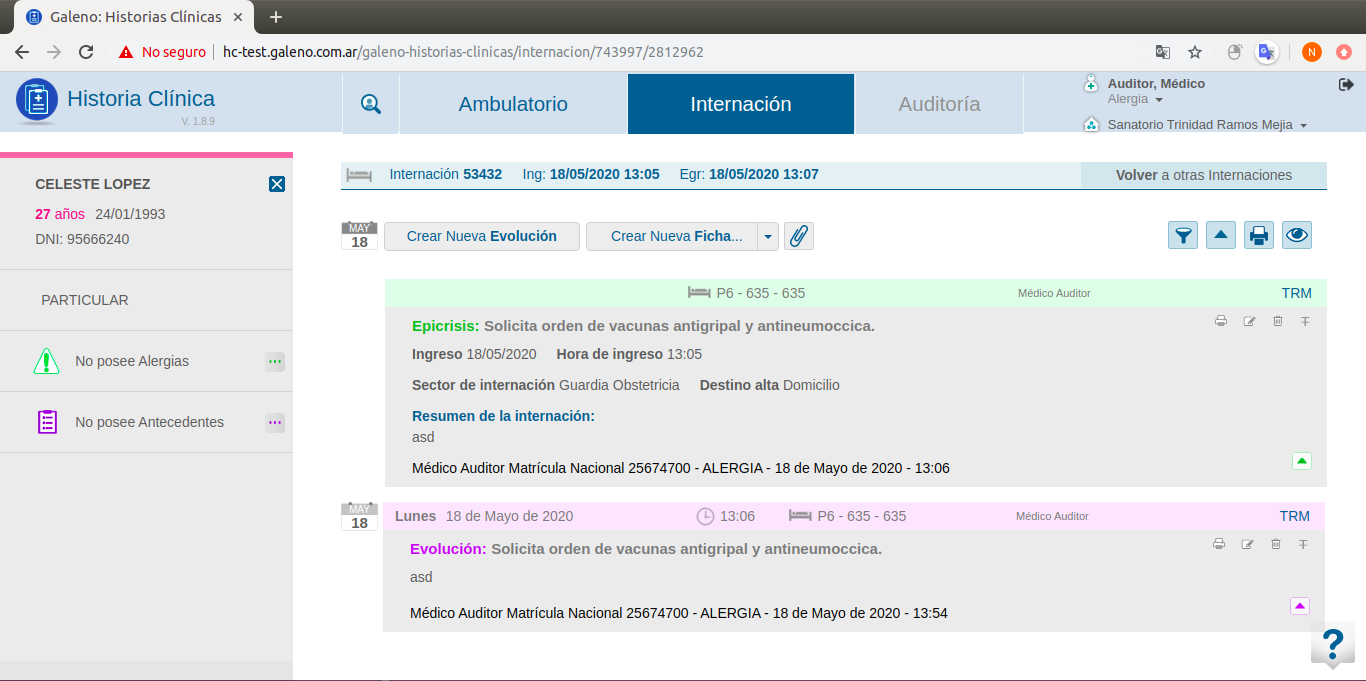 Galeno: Historias Clínicas
No seguro hc-test.galeno.com.ar/galeno-historias-clinicas/internacion/743997/2812962
N
Historia Clínica
V. 1.8.9
Ambulatorio
Internación
Auditoría
Auditor, Médico
Alergia
Sanatorio Trinidad Ramos Mejia
CELESTE LOPEZ
27 años 24/01/1993
DNI: 95666240
PARTICULAR
No posee Alergias
No posee Antecedentes
Internación 53432 Ing: 18/05/2020 13:05 Egr: 18/05/2020 13:07
Volver a otras Internaciones
MAY
18
Crear Nueva Evolución
Crear Nueva Ficha...
P6 - 635 - 635 Médico Auditor TRM
Epicrisis: Solicita orden de vacunas antigripal y antineumoccica.
Ingreso 18/05/2020 Hora de ingreso 13:05
Sector de internación Guardia Obstetricia Destino alta Domicilio
Resumen de la internación:
asd
Médico Auditor Matrícula Nacional 25674700 - ALERGIA - 18 de Mayo de 2020 - 13:06
MAY
18
Lunes 18 de Mayo de 2020 13:06 P6 - 635 - 635 Médico Auditor TRM
Evolución: Solicita orden de vacunas antigripal y antineumoccica.
asd
Médico Auditor Matrícula Nacional 25674700 - ALERGIA - 18 de Mayo de 2020 - 13:54
?